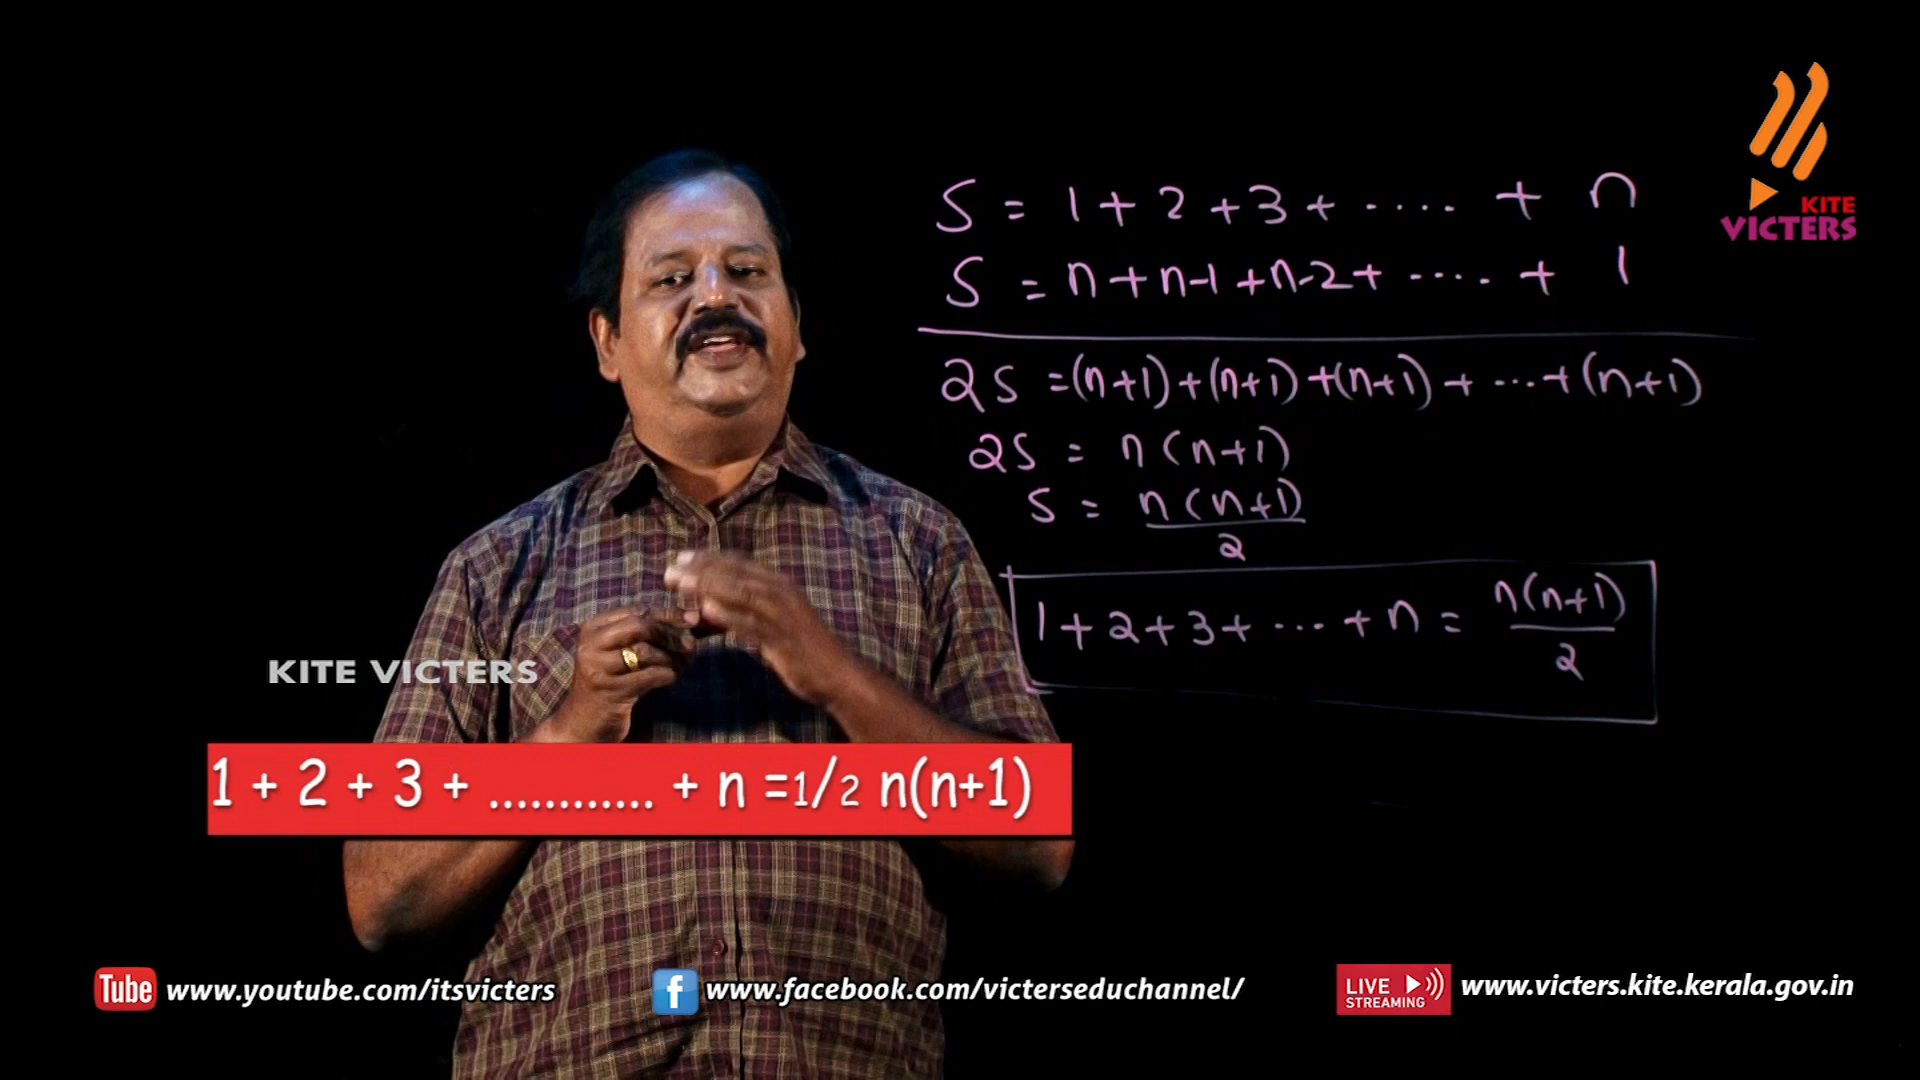 S = 1 + 2 + 3 + .... + n
S = n + n-1 + n-2 + .... + 1
2S = (n+1) + (n+1) + (n+1) + ... + (n+1)
2S = n (n+1)
S = n (n+1)
2
1 + 2 + 3 + ... + n = n(n+1)
2
KITE
VICTERS
KITE VICTERS
1 + 2 + 3 + ............ + n =1/2 n(n+1)
Tube www.youtube.com/itsvicters
f www.facebook.com/victerseduchannel/
LIVE
STREAMING
www.victers.kite.kerala.gov.in